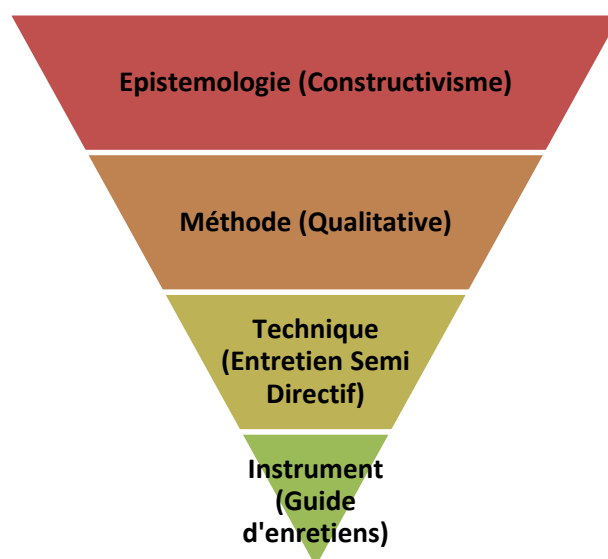 Epistemologie (Constructivisme)
Méthode (Qualitative)
Technique
(Entretien Semi
Directif)
Instrument
(Guide
d'enretiens)